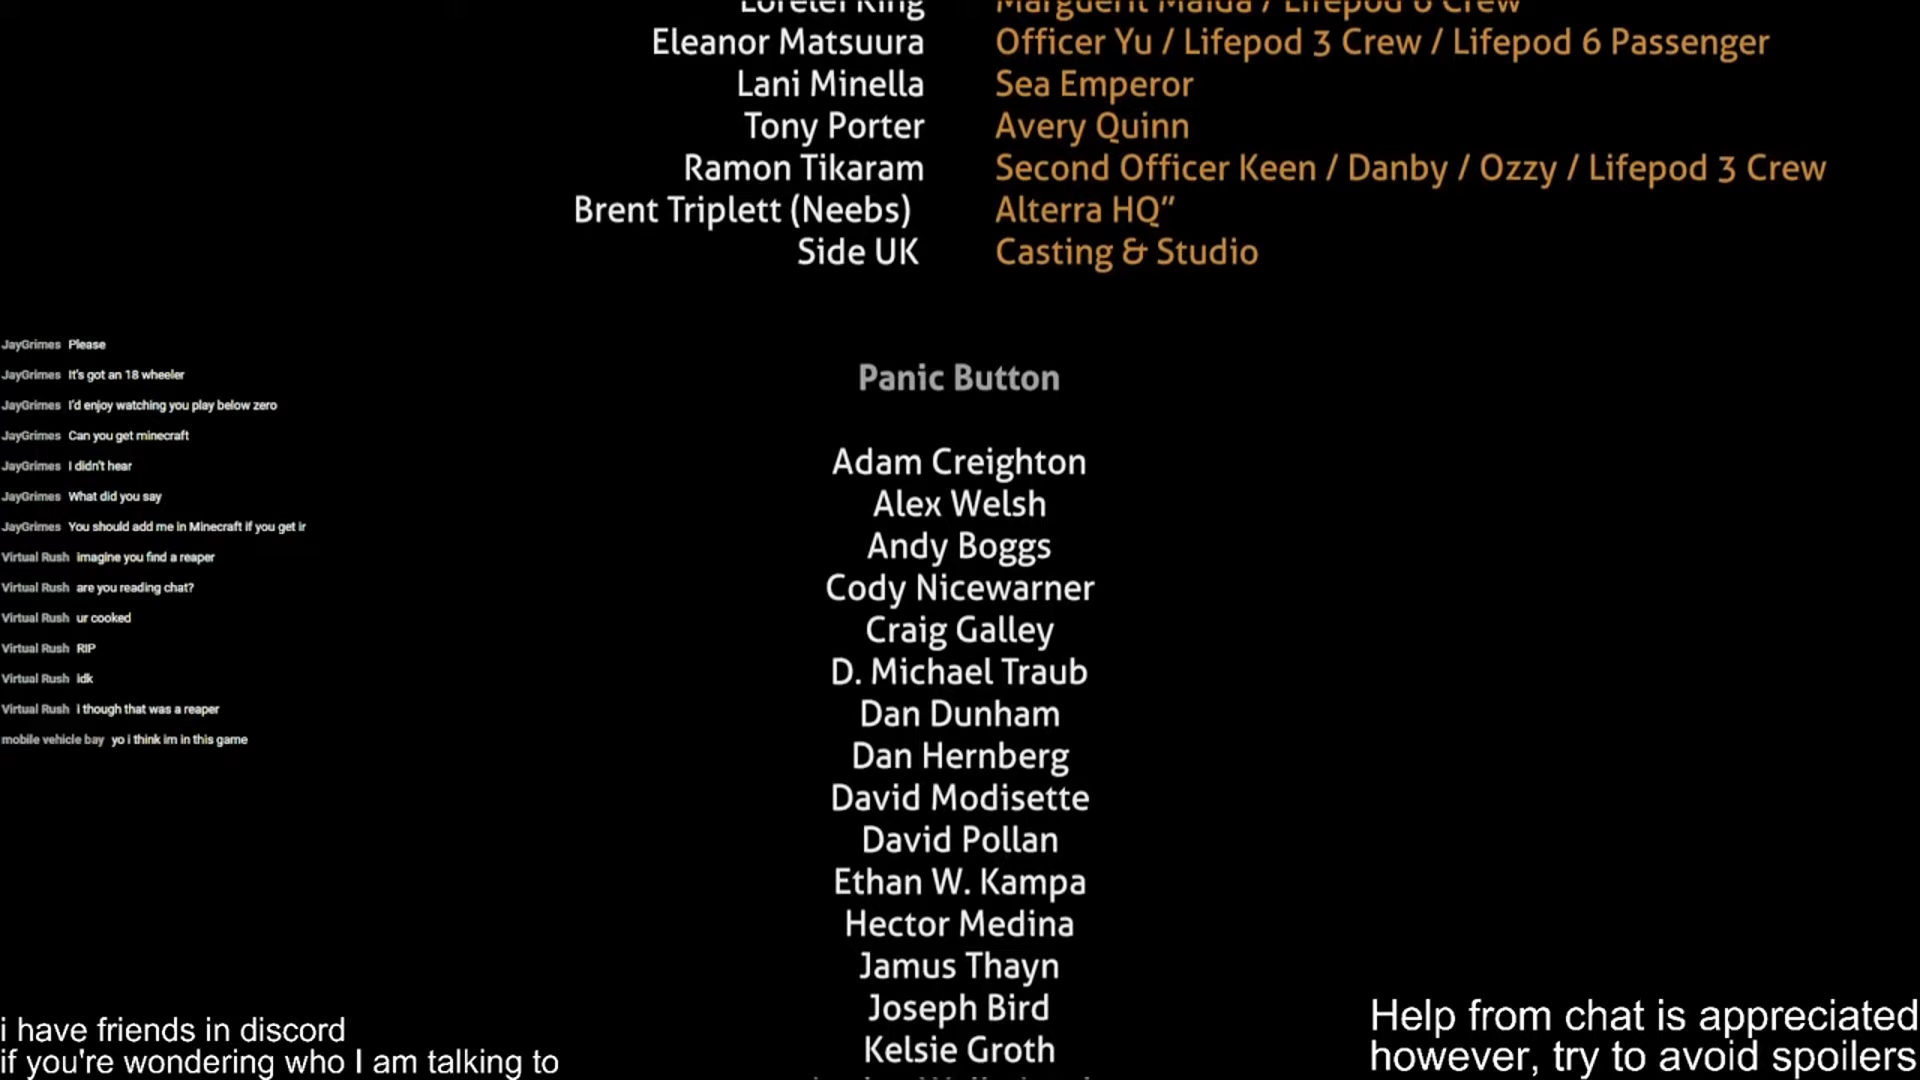 Lorelei King Marguerit Maida / Lifepod 6 Crew
Eleanor Matsuura Officer Yu / Lifepod 3 Crew / Lifepod 6 Passenger
Lani Minella Sea Emperor
Tony Porter Avery Quinn
Ramon Tikaram Second Officer Keen / Danby / Ozzy / Lifepod 3 Crew
Brent Triplett (Neebs) Alterra HQ”
Side UK Casting & Studio
JayGrimes Please
JayGrimes It's got an 18 wheeler
JayGrimes I'd enjoy watching you play below zero
JayGrimes Can you get minecraft
JayGrimes I didn't hear
JayGrimes What did you say
JayGrimes You should add me in Minecraft if you get ir
Virtual Rush imagine you find a reaper
Virtual Rush are you reading chat?
Virtual Rush ur cooked
Virtual Rush RIP
Virtual Rush idk
Virtual Rush i though that was a reaper
mobile vehicle bay yo i think im in this game
Panic Button
Adam Creighton
Alex Welsh
Andy Boggs
Cody Nicewarner
Craig Galley
D. Michael Traub
Dan Dunham
Dan Hernberg
David Modisette
David Pollan
Ethan W. Kampa
Hector Medina
Jamus Thayn
Joseph Bird
Kelsie Groth
i have friends in discord
if you're wondering who I am talking to
Help from chat is appreciated
however, try to avoid spoilers